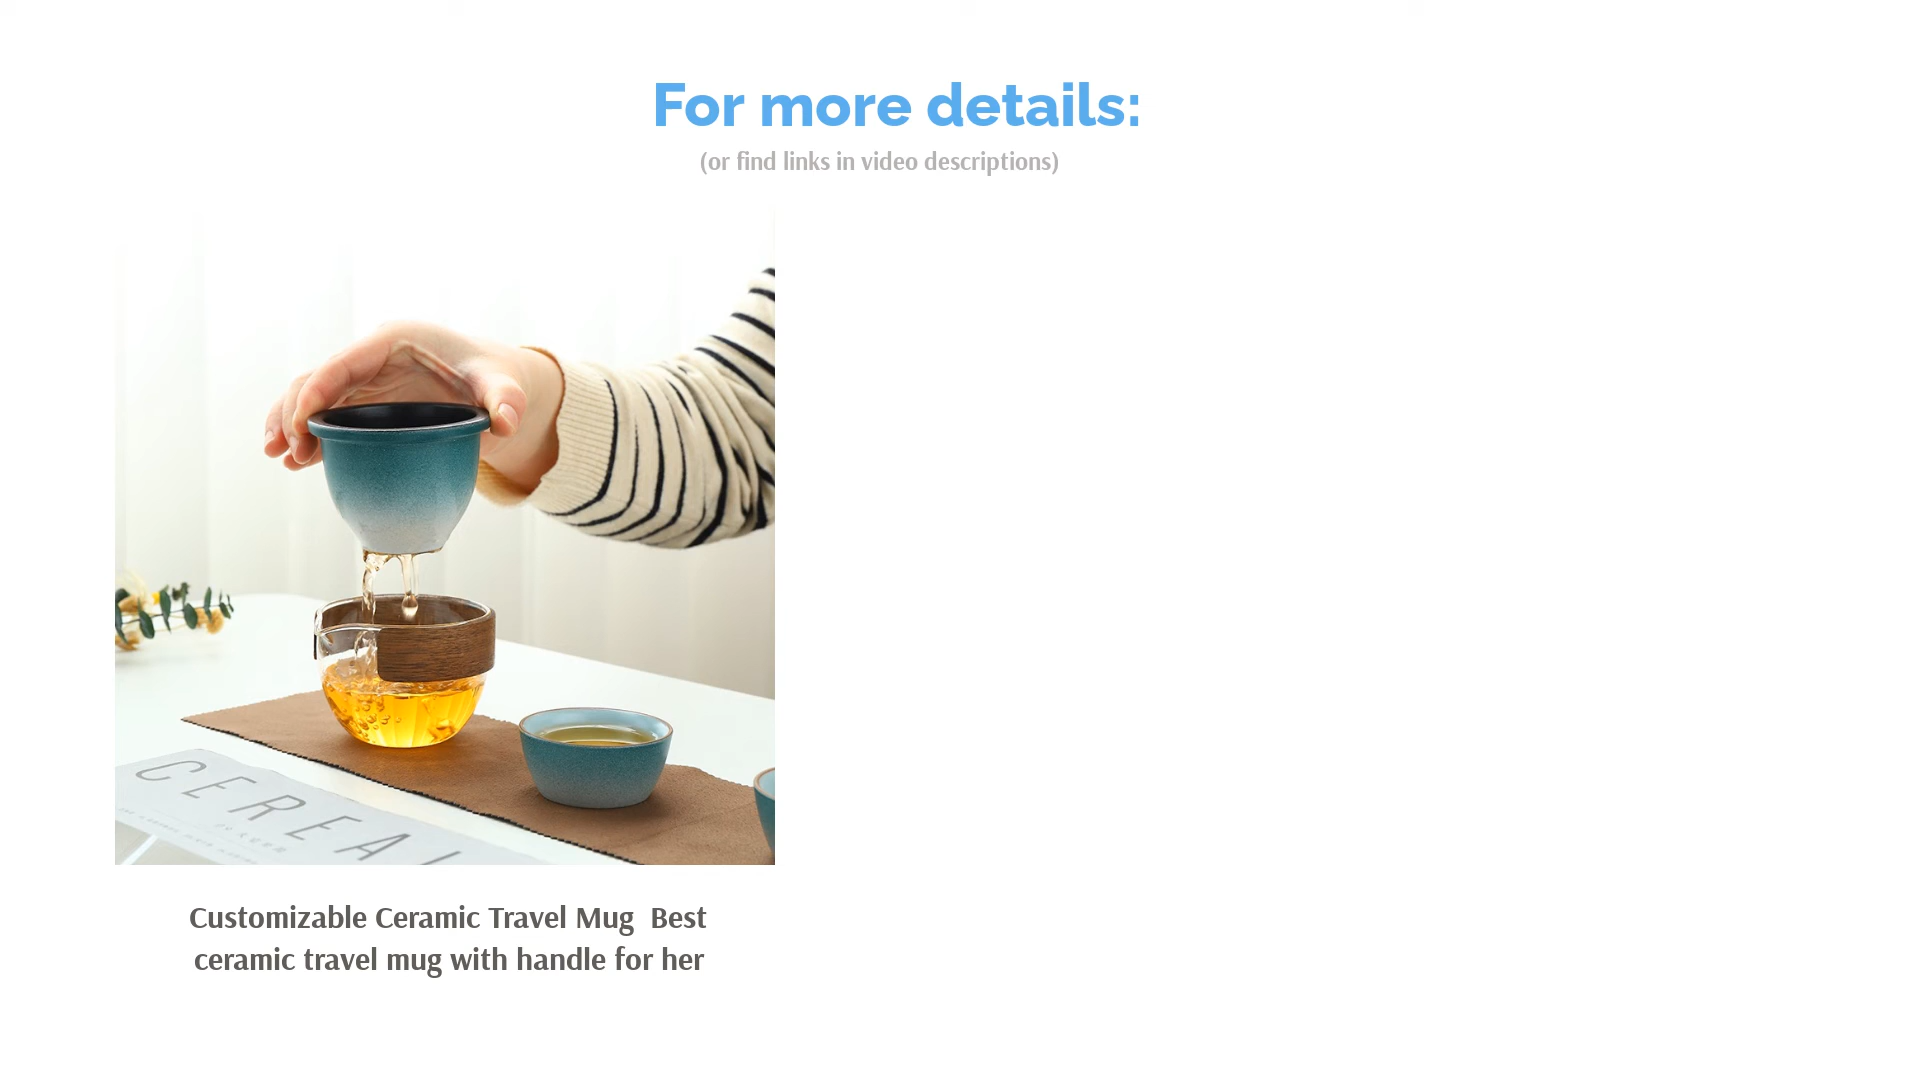 For more details:
(or find links in video descriptions)
CEREAL
Customizable Ceramic Travel Mug  Best
ceramic travel mug with handle for her